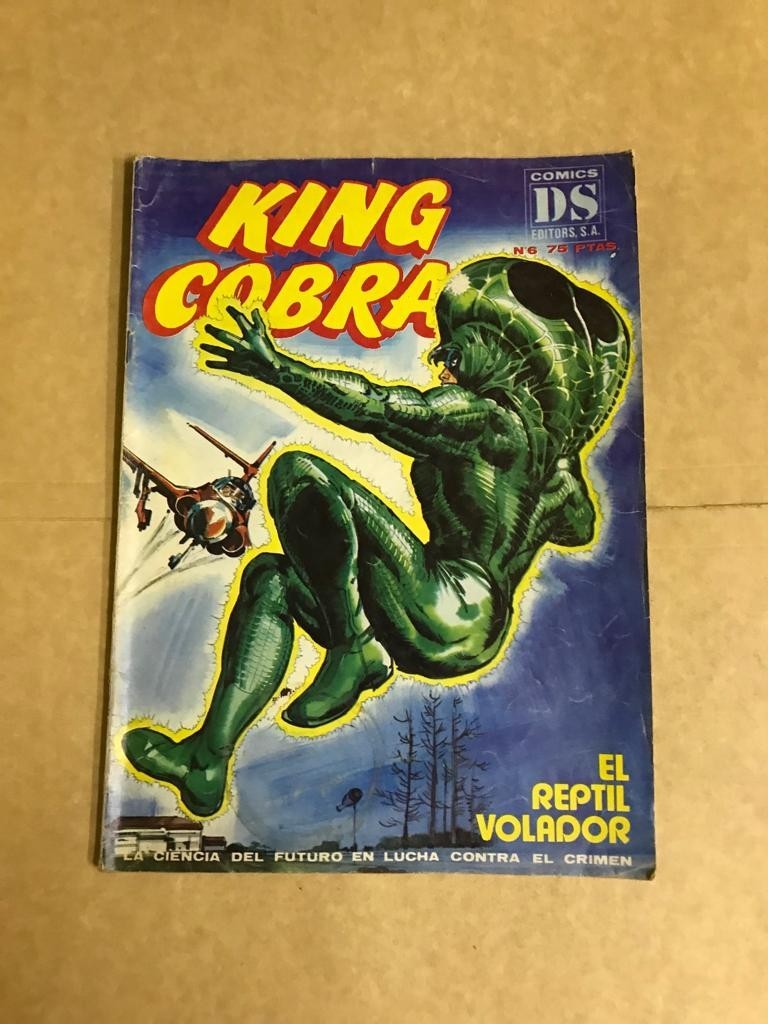 KING
COBRA
COMICS
DS
EDITORS, S.A.
Nº6 75 PTAS.
EL
REPTIL
VOLADOR
LA CIENCIA DEL FUTURO EN LUCHA CONTRA EL CRIMEN